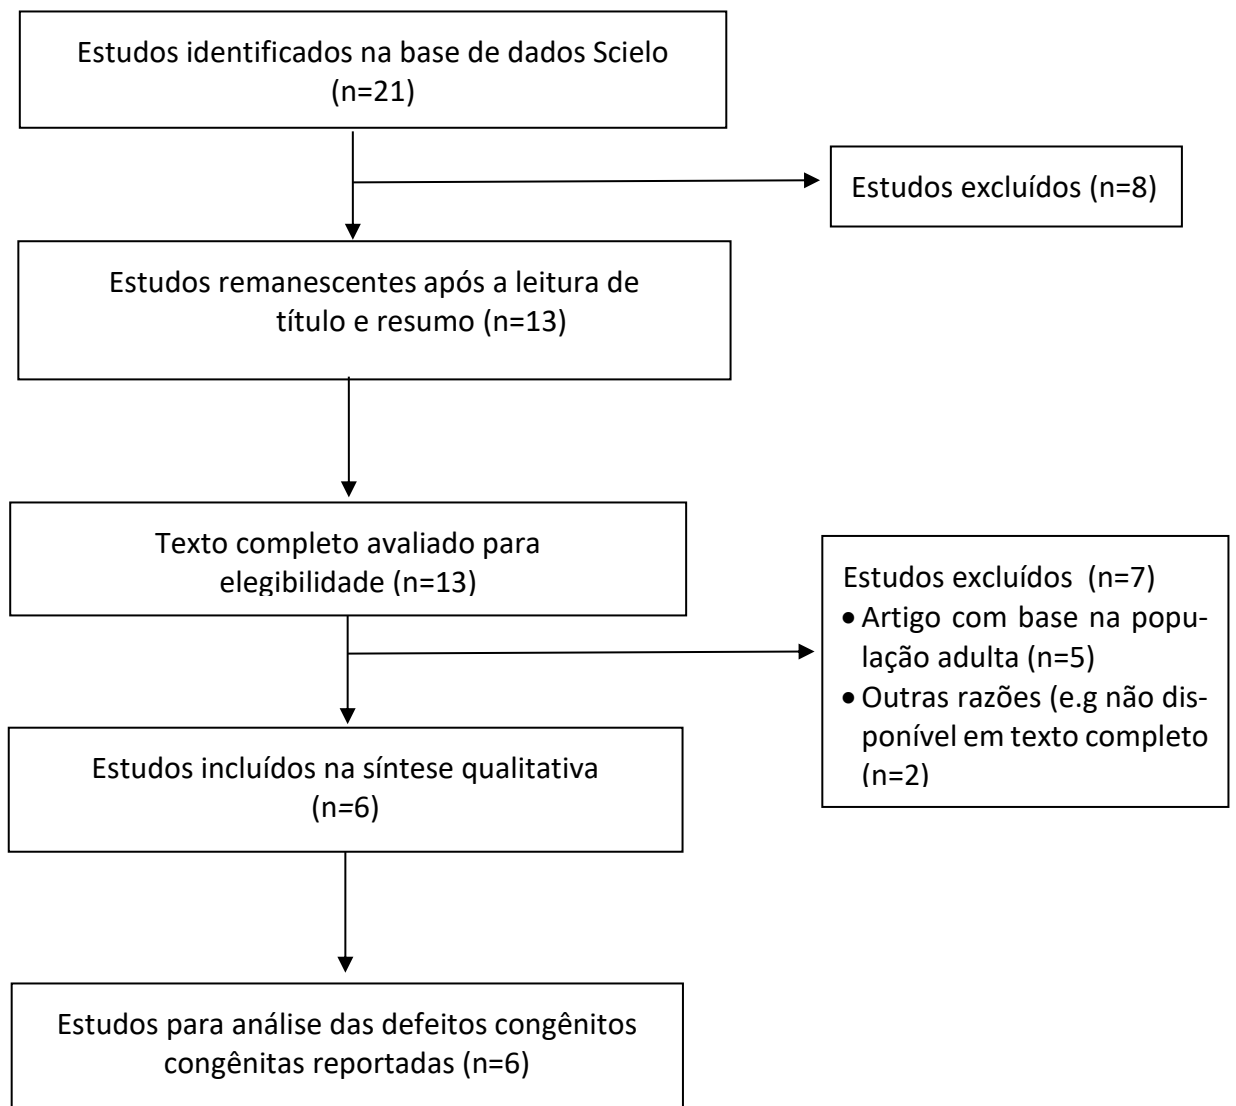 Estudos identificados na base de dados Scielo
(n=21)
Estudos excluídos (n=8)
Estudos remanescentes após a leitura de
título e resumo (n=13)
Texto completo avaliado para
elegibilidade (n=13)
Estudos excluídos (n=7)
• Artigo com base na popu-
lação adulta (n=5)
• Outras razões (e.g não dis-
ponível em texto completo
(n=2)
Estudos incluídos na síntese qualitativa
(n=6)
Estudos para análise das defeitos congênitos
congênitas reportadas (n=6)